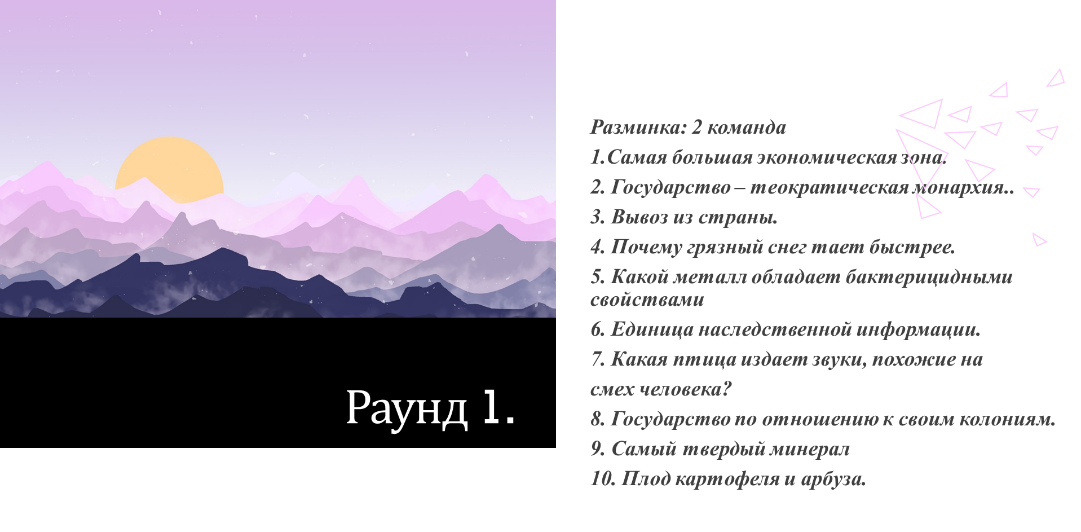 Раунд 1.
Разминка: 2 команда
1.Самая большая экономическая зона.
2. Государство – теократическая монархия..
3. Вывоз из страны.
4. Почему грязный снег тает быстрее.
5. Какой металл обладает бактерицидными
свойствами
6. Единица наследственной информации.
7. Какая птица издает звуки, похожие на
смех человека?
8. Государство по отношению к своим колониям.
9. Самый твердый минерал
10. Плод картофеля и арбуза.